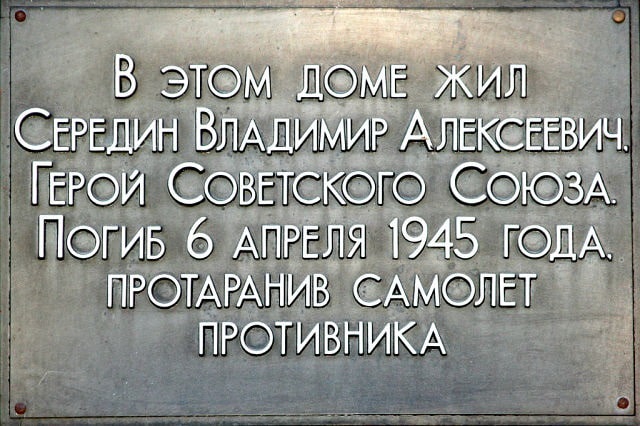 В ЭТОМ ДОМЕ ЖИЛ
СЕРЕДИН ВЛАДИМИР АЛЕКСЕЕВИЧ,
ГЕРОЙ СОВЕТСКОГО СОЮЗА.
ПОГИБ 6 АПРЕЛЯ 1945 ГОДА,
ПРОТАРАНИВ САМОЛЕТ
ПРОТИВНИКА